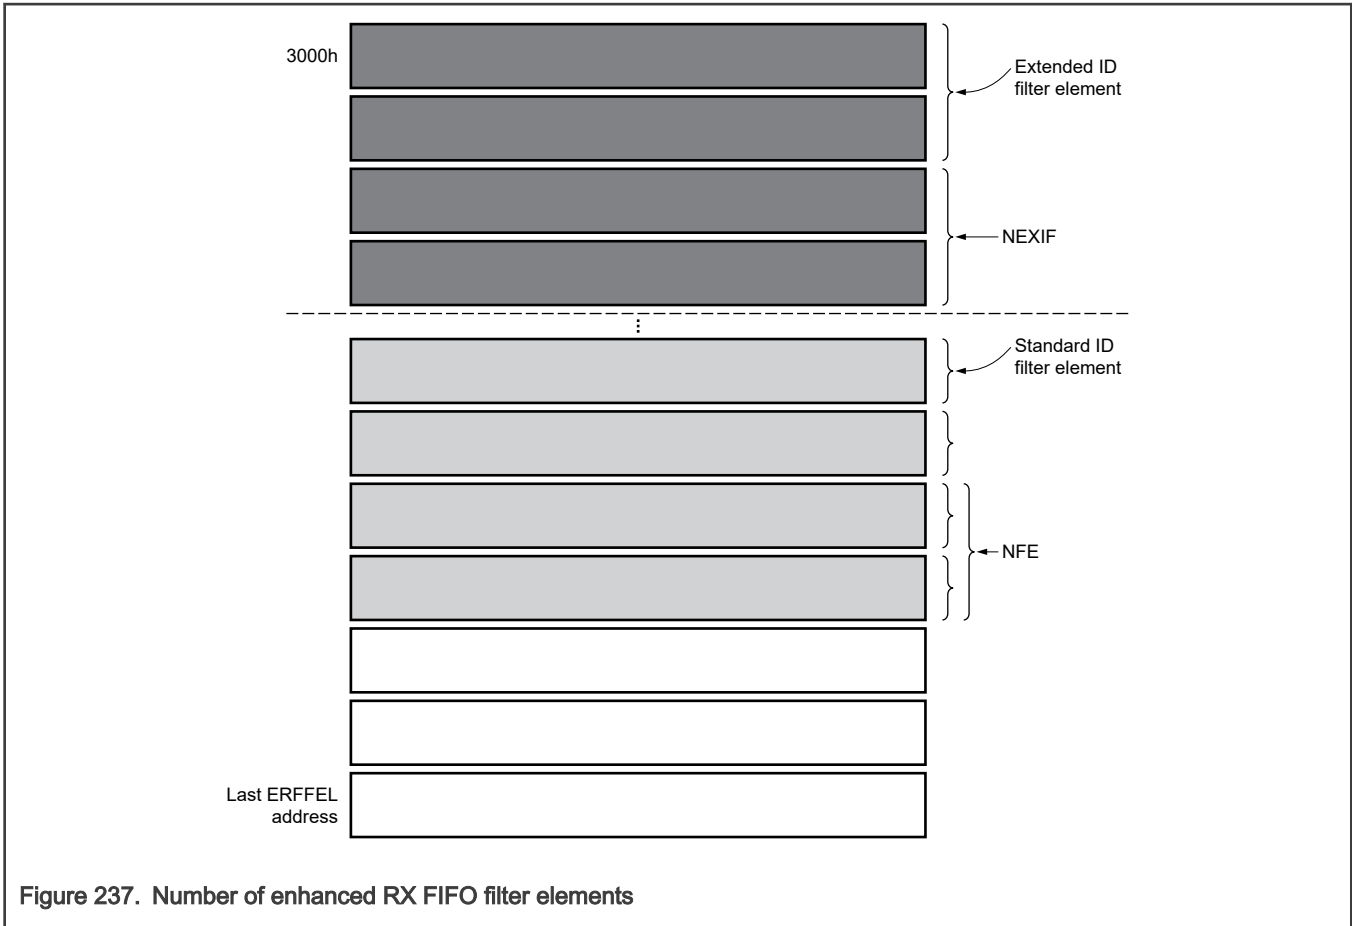 3000h
Extended ID
filter element
NEXIF
Standard ID
filter element
NFE
Last ERFFEL
address
Figure 237. Number of enhanced RX FIFO filter elements